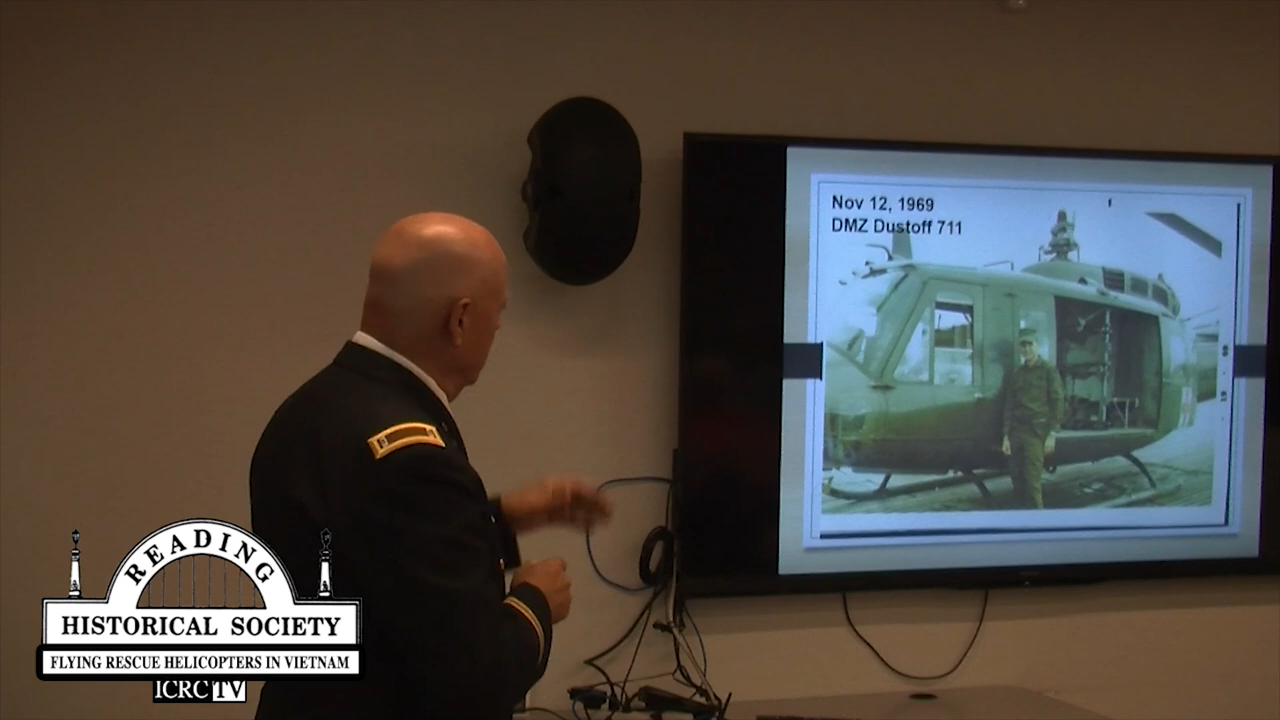 Nov 12, 1969
DMZ Dustoff 711
READING
HISTORICAL SOCIETY
FLYING RESCUE HELICOPTERS IN VIETNAM
ICRC TV